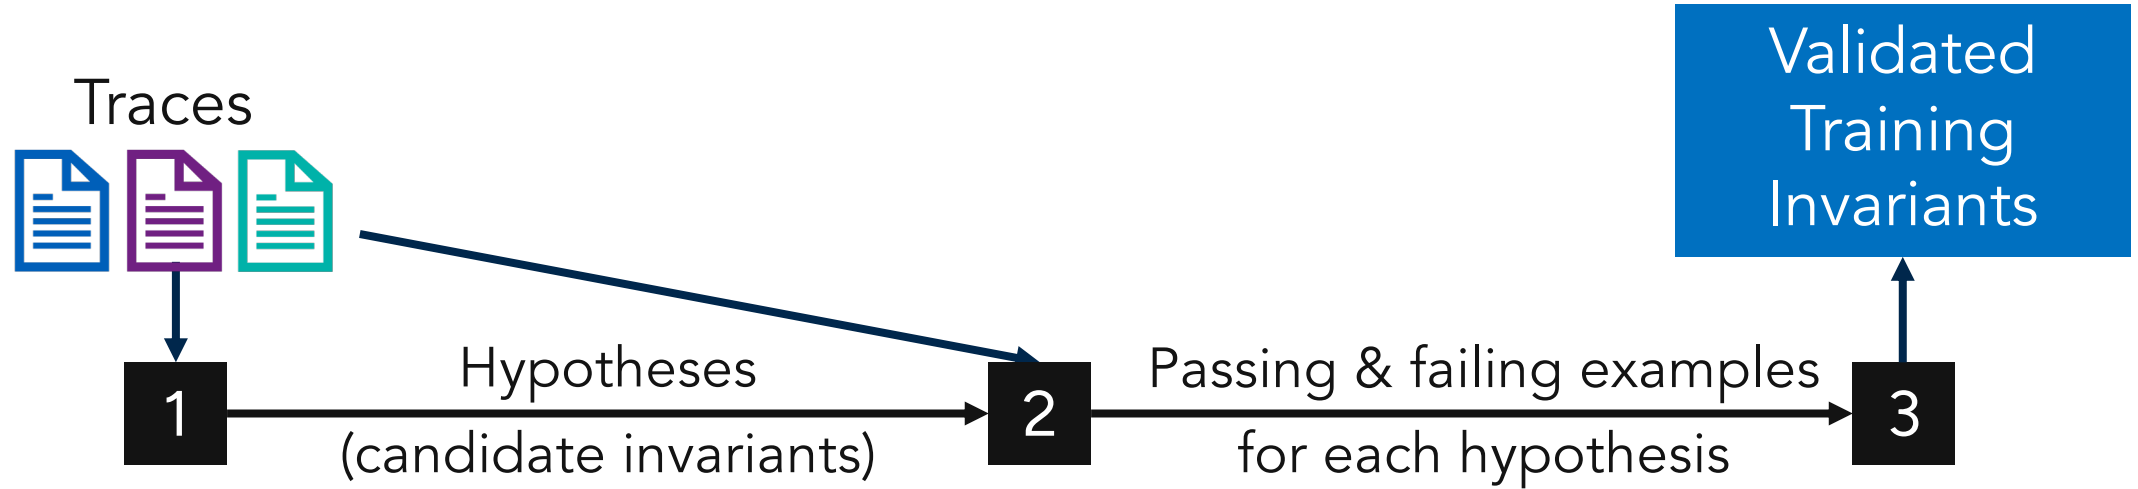 Traces
Validated
Training
Invariants
1
Hypotheses
(candidate invariants)
2
Passing & failing examples
for each hypothesis
3